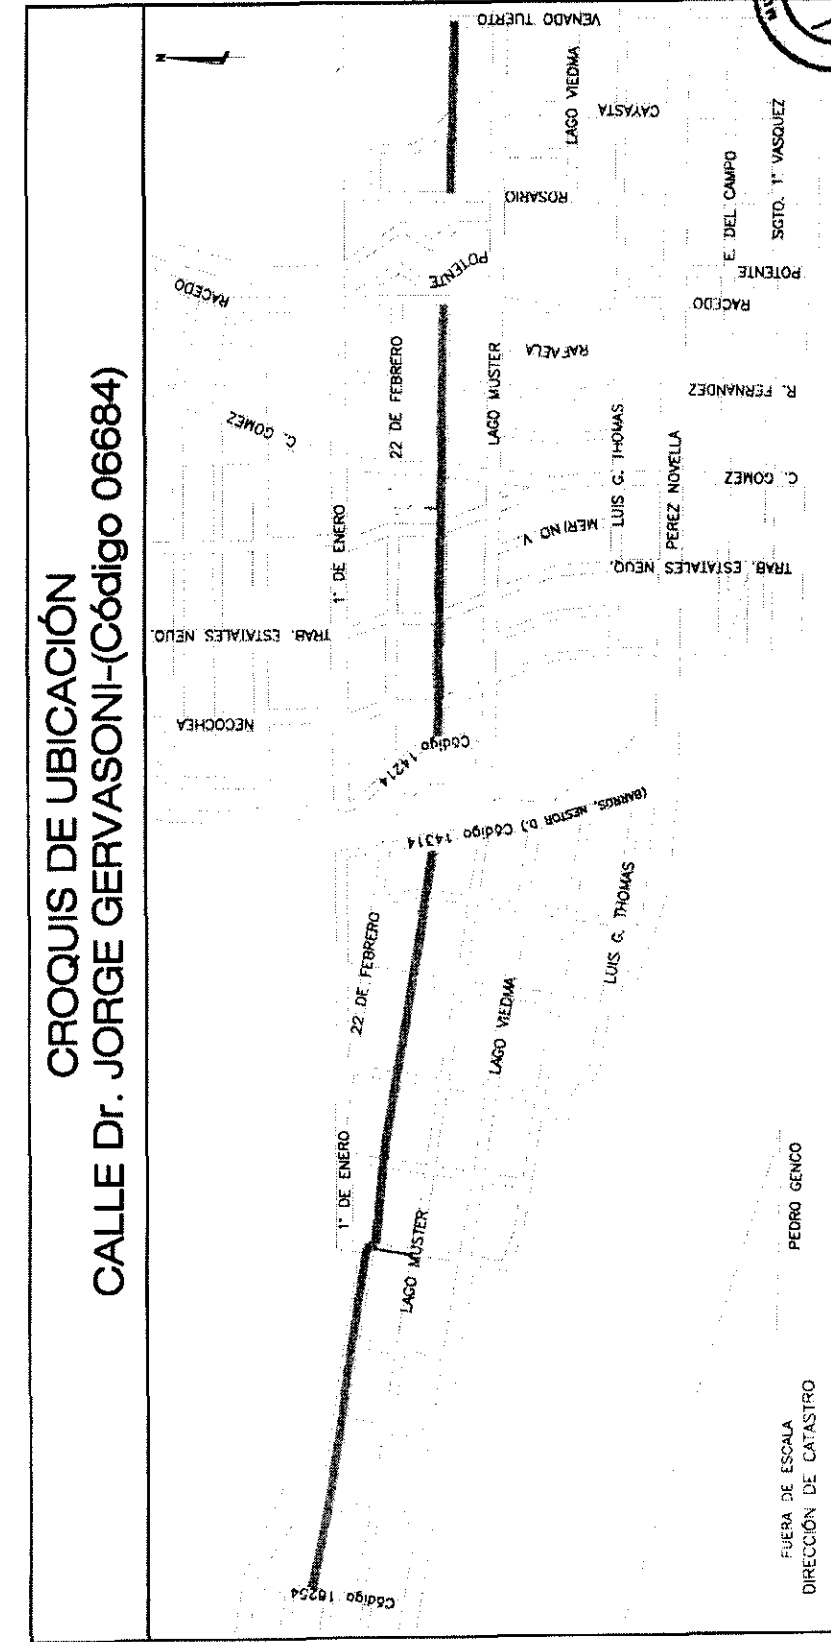 CROQUIS DE UBICACIÓN
CALLE Dr. JORGE GERVASONI-(Código 06684)
N
RACEDO
C. GOMEZ
1° DE ENERO
TRAB. ESTATALES NEUQ.
NECOCHEA
22 DE FEBRERO
POTENTE
VENADO TUERTO
ROSARIO
LAGO VIEDMA
CAYASTA
LAGO MUSTER
RAFAELA
E. DEL CAMPO
SGTO. 1° VASQUEZ
POTENTE
RACEDO
R. FERNANDEZ
C. GOMEZ
LUIS G. THOMAS
PEREZ NOVELLA
MERINO V.
TRAB. ESTATALES NEUQ.
Código 14214
(BARROS, NESTOR D.) Código 14314
22 DE FEBRERO
LUIS G. THOMAS
LAGO VIEDMA
1° DE ENERO
LAGO MUSTER
Código 16254
PEDRO GENCO
FUERA DE ESCALA
DIRECCIÓN DE CATASTRO